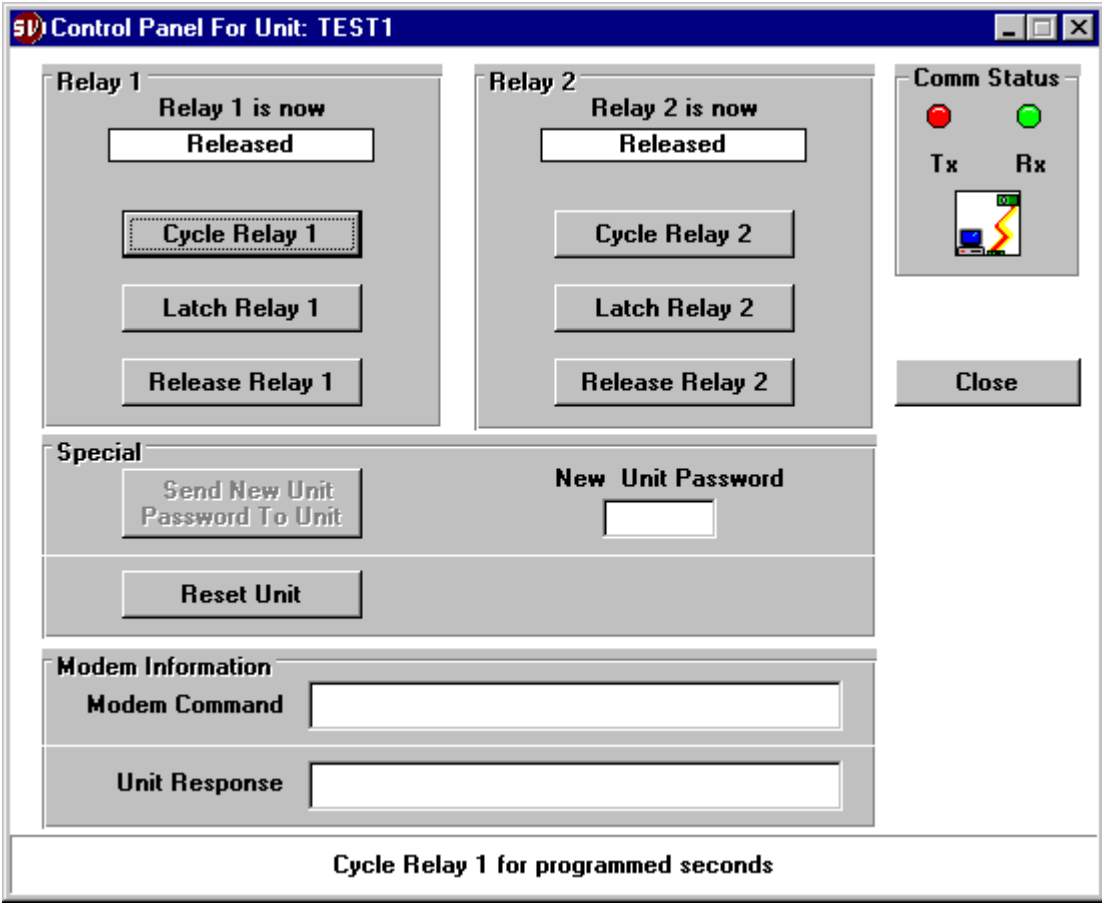 SV Control Panel For Unit: TEST1
Relay 1
Relay 1 is now
Released
Cycle Relay 1
Latch Relay 1
Release Relay 1
Relay 2
Relay 2 is now
Released
Cycle Relay 2
Latch Relay 2
Release Relay 2
Comm Status
Tx Rx
Close
Special
Send New Unit
Password To Unit
New Unit Password
Reset Unit
Modem Information
Modem Command
Unit Response
Cycle Relay 1 for programmed seconds